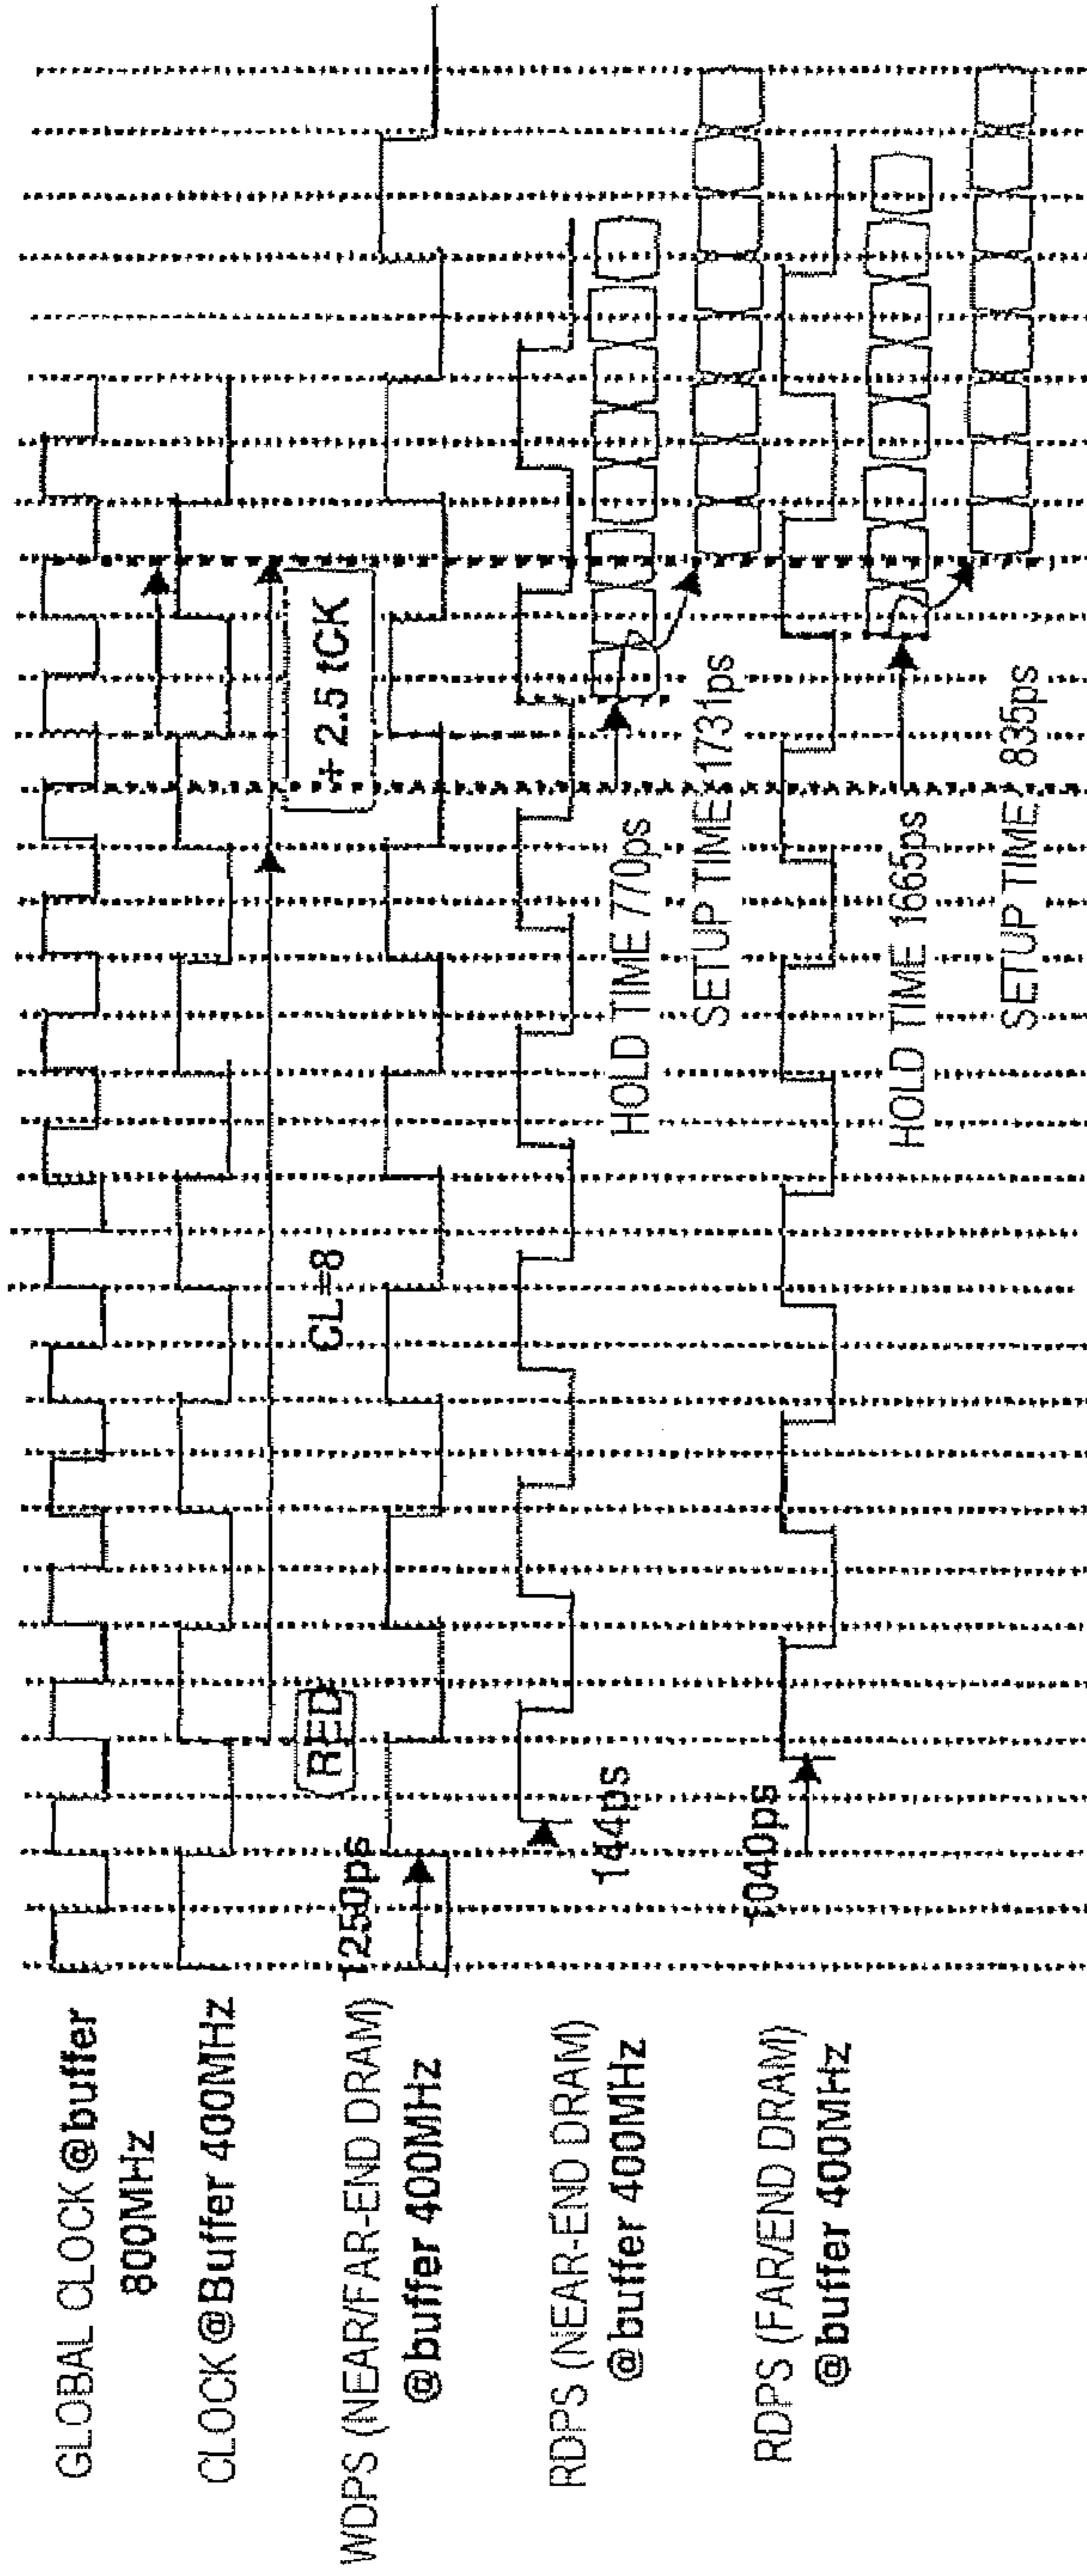 GLOBAL CLOCK @buffer
800MHz
CLOCK @Buffer 400MHz
WDPS (NEAR/FAR-END DRAM)
@buffer 400MHz
RDPS (NEAR-END DRAM)
@buffer 400MHz
RDPS (FAR/END DRAM)
@buffer 400MHz
1250ps
RED
CL=8
+ 2.5 tCK
144ps
1040ps
HOLD TIME 770ps
SETUP TIME 1731ps
HOLD TIME 1665ps
SETUP TIME 835ps